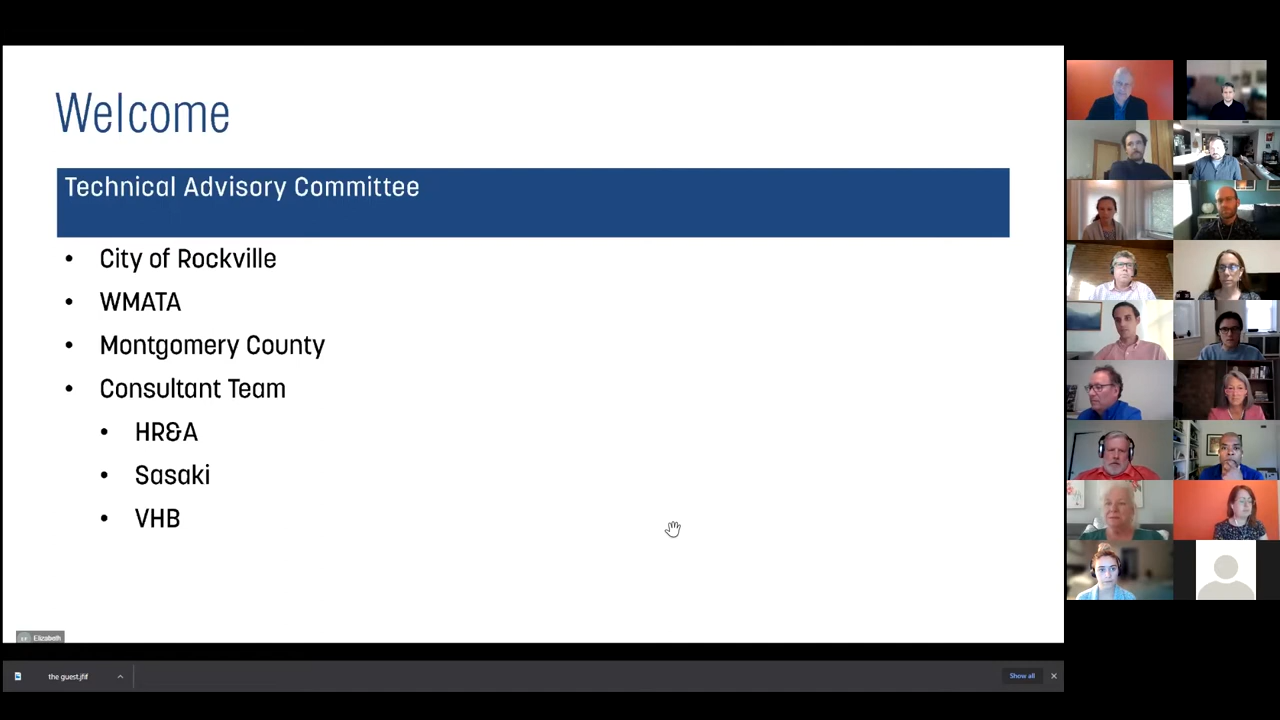 Welcome
Technical Advisory Committee
• City of Rockville
• WMATA
• Montgomery County
• Consultant Team
• HR&A
• Sasaki
• VHB
Elizabeth
the guest.jfif
Show all